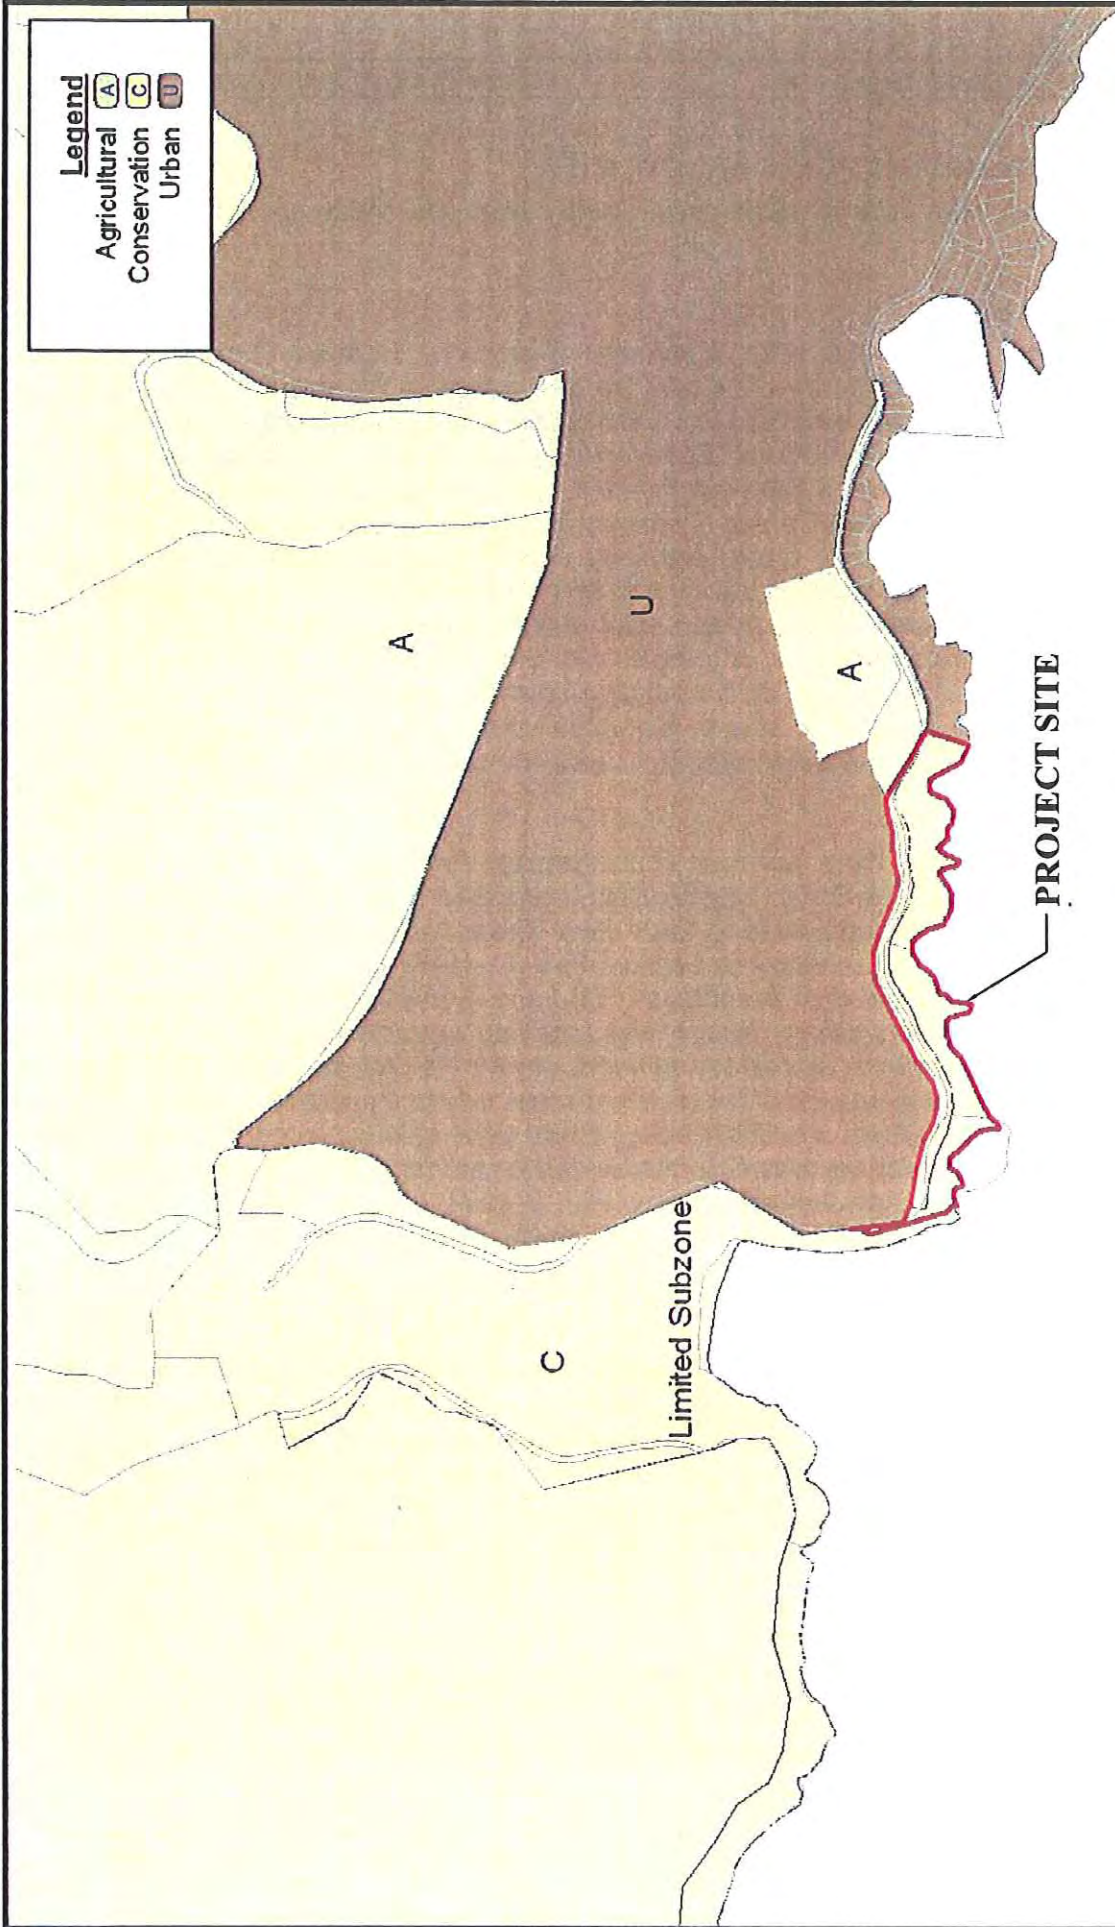 Legend
Agricultural A
Conservation C
Urban U
A
U
A
C
Limited Subzone
PROJECT SITE